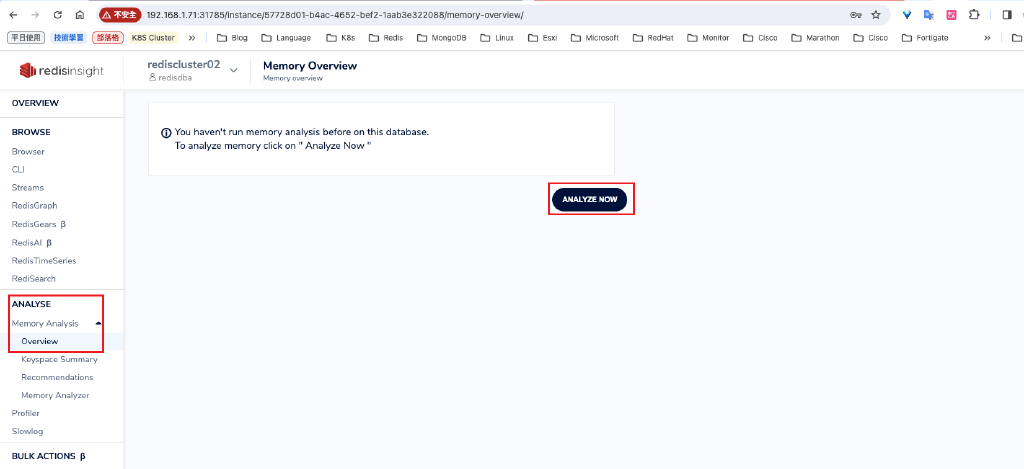 不安全 192.168.1.71:31785/instance/57728d01-b4ac-4652-bef2-1aab3e322088/memory-overview/
平日使用 技術學習 部落格 K8S Cluster » Blog Language K8s Redis MongoDB Linux Esxi Microsoft RedHat Monitor Cisco Marathon Cisco Fortigate »
redisinsight
rediscluster02
redisdba
Memory Overview
Memory overview
OVERVIEW
BROWSE
Browser
CLI
Streams
RedisGraph
RedisGears β
RedisAI β
RedisTimeSeries
RediSearch
ANALYSE
Memory Analysis
Overview
Keyspace Summary
Recommendations
Memory Analyzer
Profiler
Slowlog
BULK ACTIONS β
You haven't run memory analysis before on this database.
To analyze memory click on " Analyze Now "
ANALYZE NOW